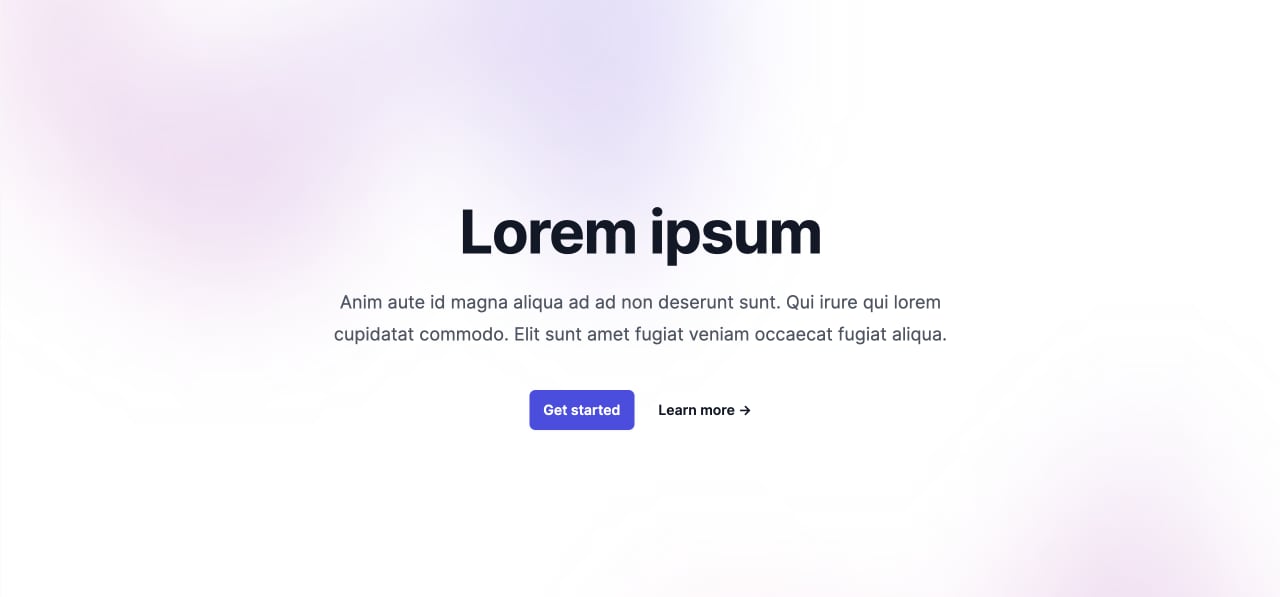 Lorem ipsum
Anim aute id magna aliqua ad ad non deserunt sunt. Qui irure qui lorem
cupidatat commodo. Elit sunt amet fugiat veniam occaecat fugiat aliqua.
Get started
Learn more →